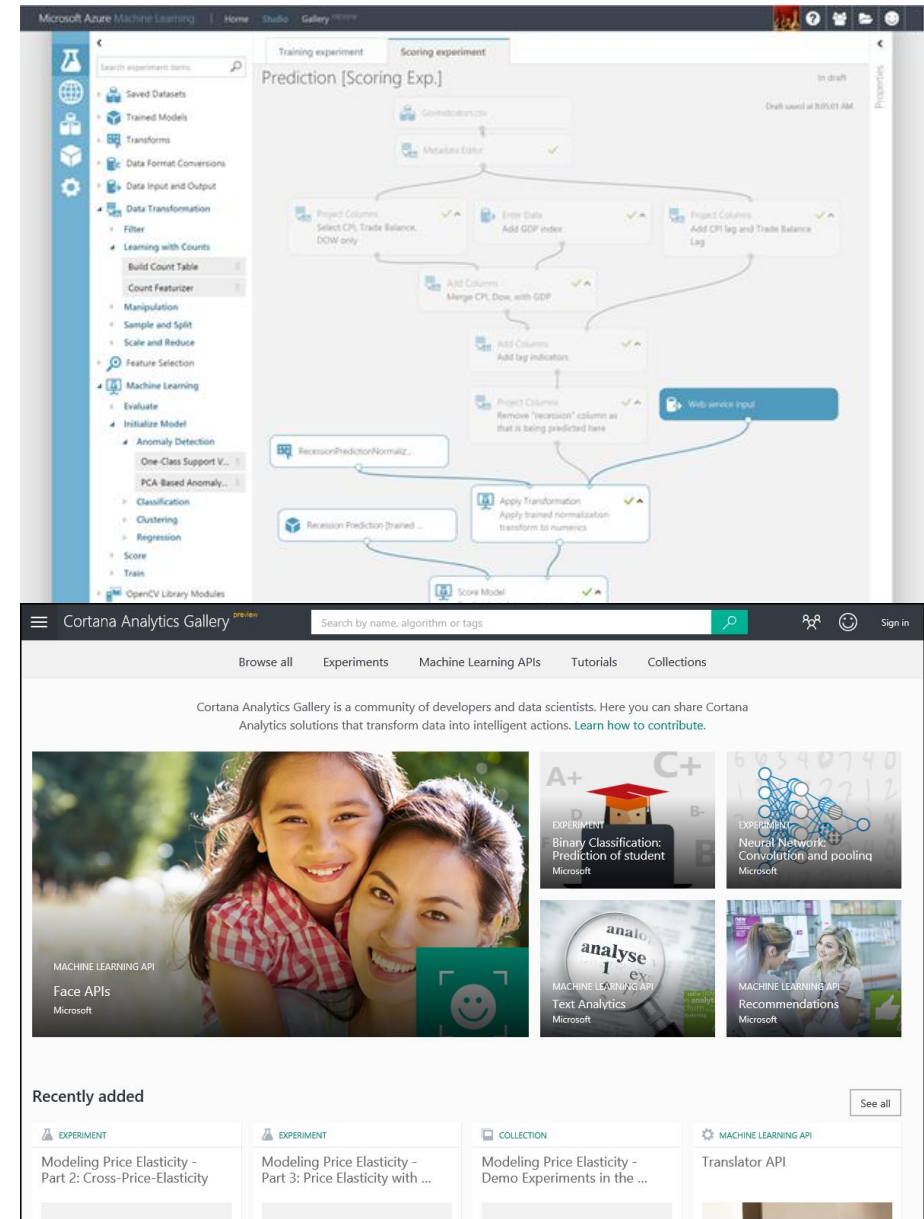 Microsoft Azure Machine Learning | Home Studio Gallery PREVIEW
Search experiment items
Saved Datasets
Trained Models
Transforms
Data Format Conversions
Data Input and Output
Data Transformation
Filter
Learning with Counts
Build Count Table
Count Featurizer
Manipulation
Sample and Split
Scale and Reduce
Feature Selection
Machine Learning
Evaluate
Initialize Model
Anomaly Detection
One-Class Support V...
PCA-Based Anomaly...
Classification
Clustering
Regression
Score
Train
OpenCV Library Modules
Training experiment Scoring experiment
Prediction [Scoring Exp.]
In draft
Draft saved at 8:05:01 AM
Properties
GovIndicators.csv
Metadata Editor
Project Columns
Select CPI, Trade Balance,
DOW only
Enter Data
Add GDP index
Project Columns
Add CPI lag and Trade Balance
Lag
Add Columns
Merge CPI, Dow, with GDP
Add Columns
Add lag indicators
Project Columns
Remove "recession" column as
that is being predicted here
Web service input
RecessionPredictionNormaliz...
Apply Transformation
Apply trained normalization
transform to numerics
Recession Prediction [trained ...
Score Model
Cortana Analytics Gallery preview
Search by name, algorithm or tags
Sign in
Browse all Experiments Machine Learning APIs Tutorials Collections
Cortana Analytics Gallery is a community of developers and data scientists. Here you can share Cortana
Analytics solutions that transform data into intelligent actions. Learn how to contribute.
MACHINE LEARNING API
Face APIs
Microsoft
A+ C+
D B-
B
EXPERIMENT
Binary Classification:
Prediction of student
Microsoft
EXPERIMENT
Neural Network:
Convolution and pooling
Microsoft
analyse
MACHINE LEARNING API
Text Analytics
Microsoft
MACHINE LEARNING API
Recommendations
Microsoft
Recently added
See all
EXPERIMENT
Modeling Price Elasticity -
Part 2: Cross-Price-Elasticity
EXPERIMENT
Modeling Price Elasticity -
Part 3: Price Elasticity with ...
COLLECTION
Modeling Price Elasticity -
Demo Experiments in the ...
MACHINE LEARNING API
Translator API